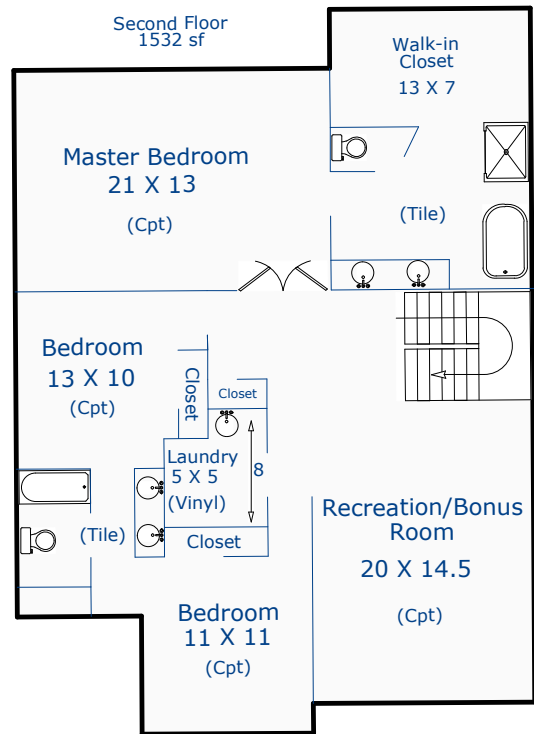 Second Floor
1532 sf
Walk-in
Closet
13 X 7
Master Bedroom
21 X 13
(Cpt)
(Tile)
Bedroom
13 X 10
(Cpt)
Closet
Closet
Laundry
5 X 5
(Vinyl)
8
(Tile)
Closet
Recreation/Bonus
Room
20 X 14.5
(Cpt)
Bedroom
11 X 11
(Cpt)